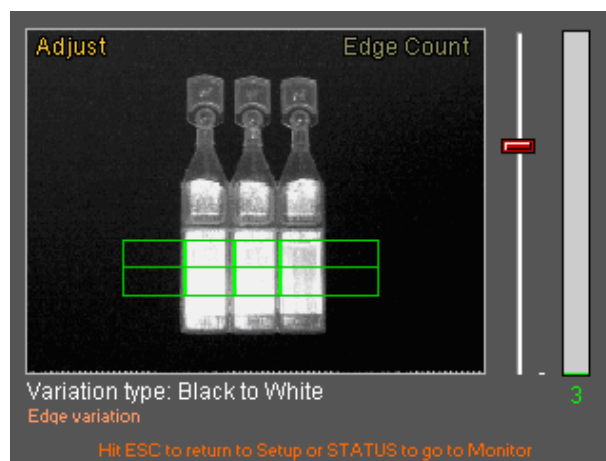 Adjust
Edge Count
Variation type: Black to White
3
Edge variation
Hit ESC to return to Setup or STATUS to go to Monitor